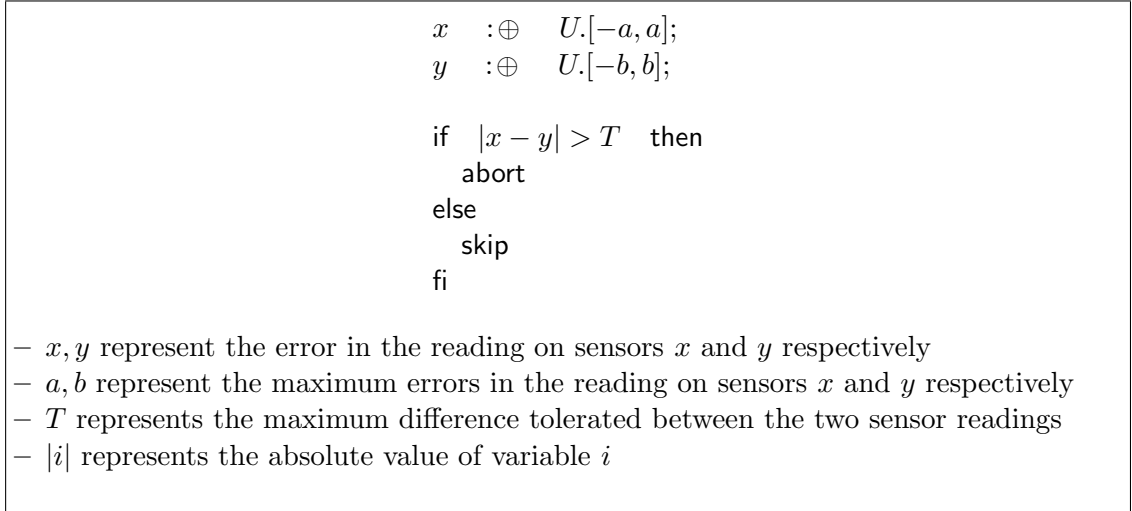 x :⊕ U.[−a, a];
y :⊕ U.[−b, b];
if |x − y| > T then
abort
else
skip
fi
– x, y represent the error in the reading on sensors x and y respectively
– a, b represent the maximum errors in the reading on sensors x and y respectively
– T represents the maximum difference tolerated between the two sensor readings
– |i| represents the absolute value of variable i